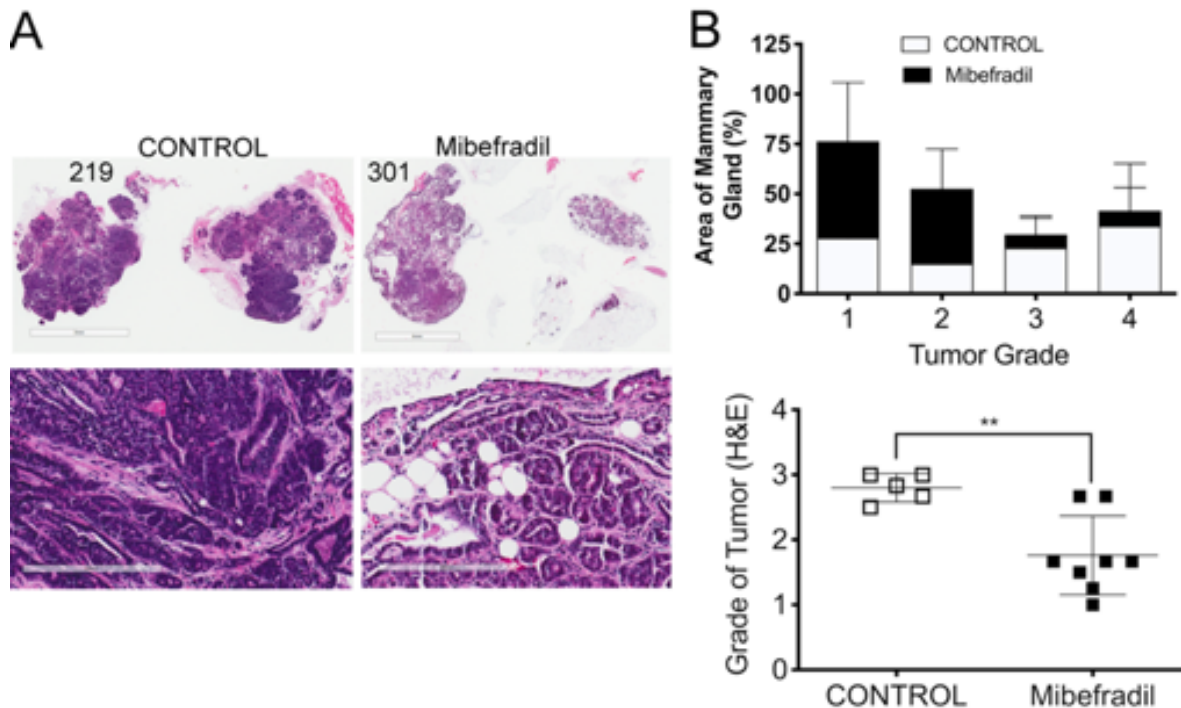 A
CONTROL
Mibefradil
219
301
B
125
100
75
50
25
0
Area of Mammary
Gland (%)
CONTROL
Mibefradil
1 2 3 4
Tumor Grade
4
3
2
1
0
Grade of Tumor (H&E)
**
CONTROL Mibefradil